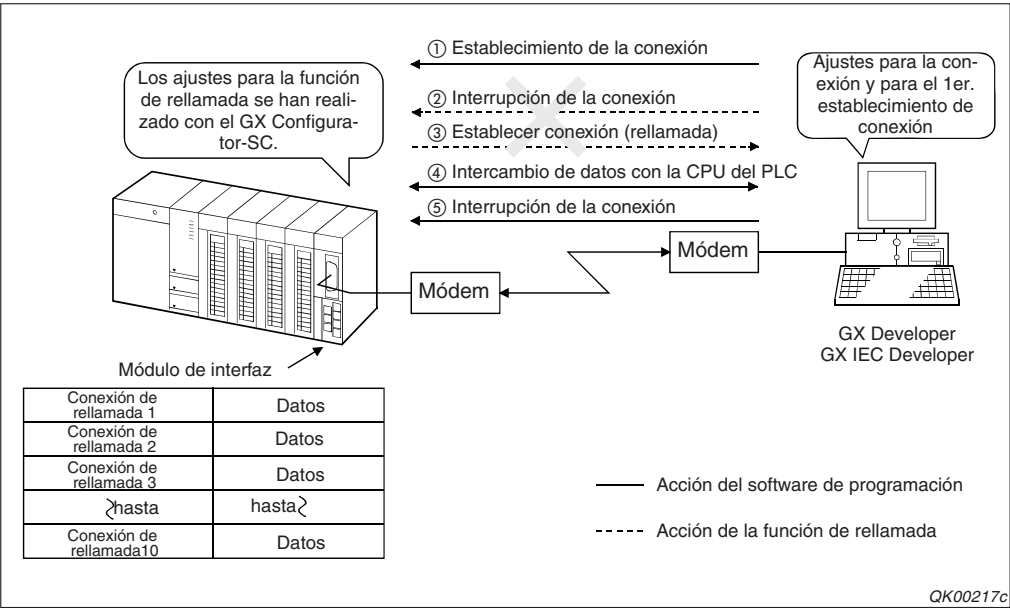 ① Establecimiento de la conexión
Los ajustes para la función
de rellamada se han reali-
zado con el GX Configura-
tor-SC.
Ajustes para la con-
exión y para el 1er.
establecimiento de
conexión
② Interrupción de la conexión
③ Establecer conexión (rellamada)
④ Intercambio de datos con la CPU del PLC
⑤ Interrupción de la conexión
Módem
Módem
GX Developer
GX IEC Developer
Módulo de interfaz
Conexión de
rellamada 1
Datos
Conexión de
rellamada 2
Datos
Conexión de
rellamada 3
Datos
hasta
hasta
Conexión de
rellamada10
Datos
Acción del software de programación
Acción de la función de rellamada
QK00217c